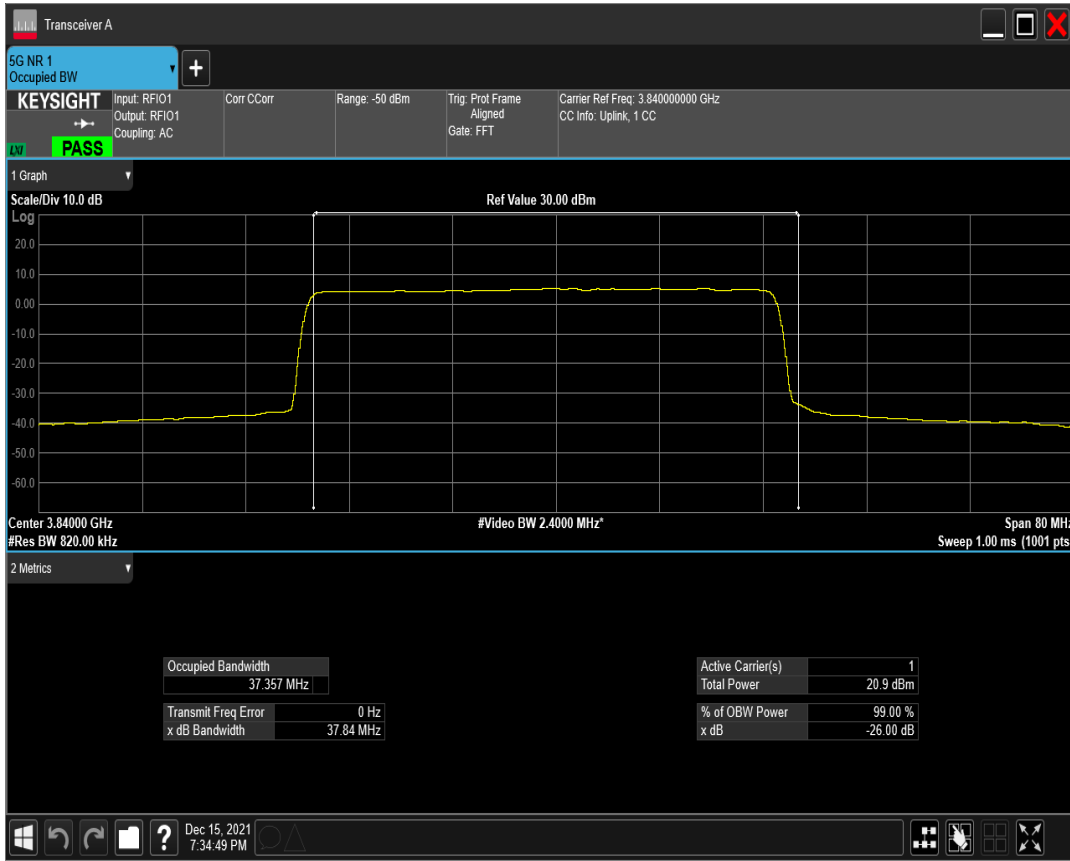 Transceiver A
5G NR 1
Occupied BW
KEYSIGHT
LXI
PASS
Input: RFIO1
Output: RFIO1
Coupling: AC
Corr CCorr
Range: -50 dBm
Trig: Prot Frame
Aligned
Gate: FFT
Carrier Ref Freq: 3.840000000 GHz
CC Info: Uplink, 1 CC
1 Graph
Scale/Div 10.0 dB
Ref Value 30.00 dBm
Log
20.0
10.0
0.00
-10.0
-20.0
-30.0
-40.0
-50.0
-60.0
Center 3.84000 GHz
#Video BW 2.4000 MHz*
Span 80 MHz
#Res BW 820.00 kHz
Sweep 1.00 ms (1001 pts
2 Metrics
Occupied Bandwidth
37.357 MHz
Transmit Freq Error 0 Hz
x dB Bandwidth 37.84 MHz
Active Carrier(s) 1
Total Power 20.9 dBm
% of OBW Power 99.00 %
x dB -26.00 dB
?
Dec 15, 2021
7:34:49 PM